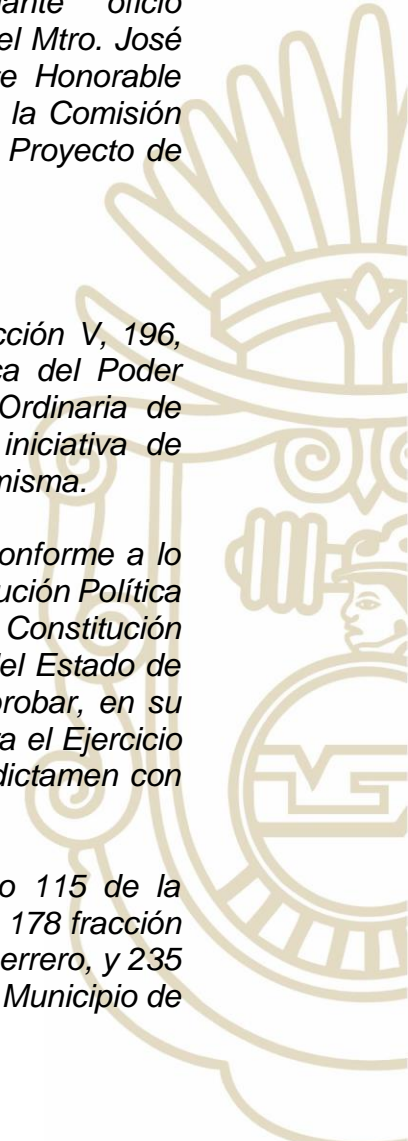 oficio
el Mtro. José
e Honorable
la Comisión
Proyecto de
cción V, 196,
ca del Poder
Ordinaria de
iniciativa de
misma.
onforme a lo
ución Política
Constitución
del Estado de
robar, en su
ra el Ejercicio
dictamen con
o 115 de la
178 fracción
errero, y 235
Municipio de